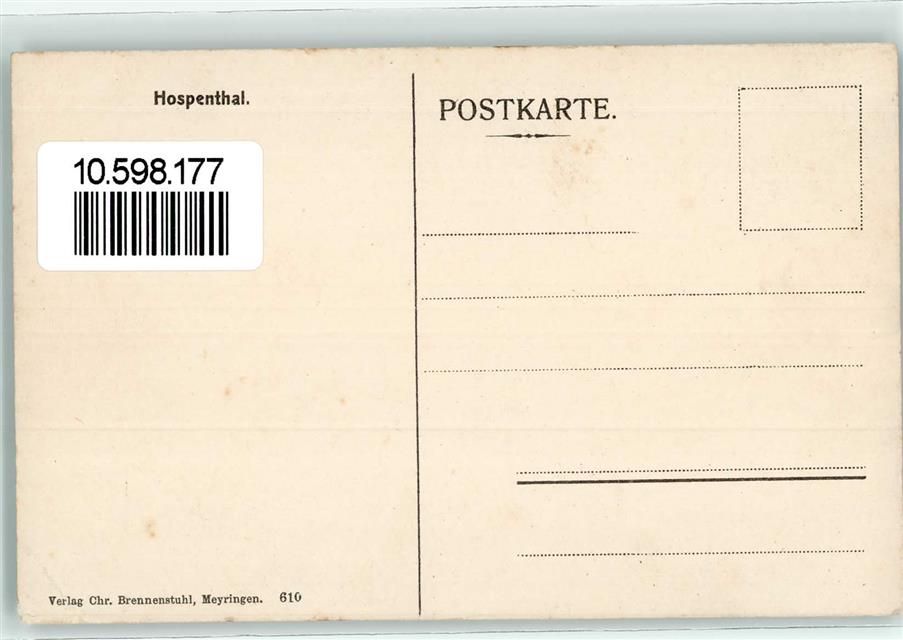 Hospenthal.
10.598.177
POSTKARTE.
Verlag Chr. Brennenstuhl, Meyringen. 610